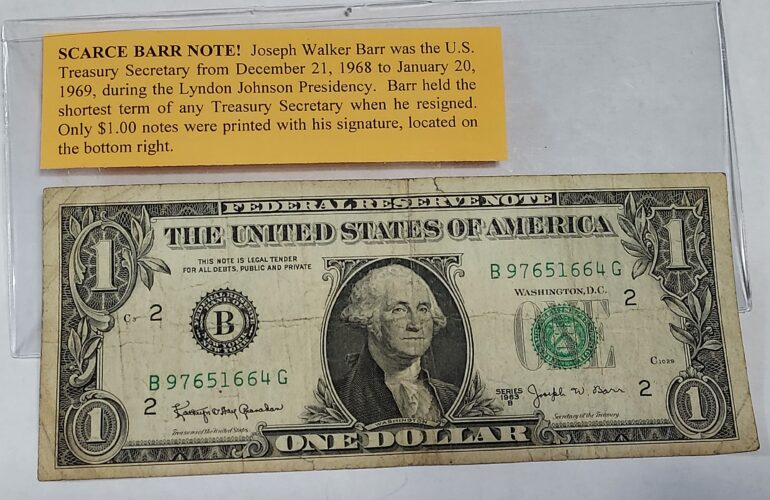 SCARCE BARR NOTE! Joseph Walker Barr was the U.S.
Treasury Secretary from December 21, 1968 to January 20,
1969, during the Lyndon Johnson Presidency. Barr held the
shortest term of any Treasury Secretary when he resigned.
Only $1.00 notes were printed with his signature, located on
the bottom right.
FEDERAL RESERVE NOTE
THE UNITED STATES OF AMERICA
1
1
THIS NOTE IS LEGAL TENDER
FOR ALL DEBTS, PUBLIC AND PRIVATE
B 97651664 G
WASHINGTON, D.C.
2
2
B
ONE
B 97651664 G
2
2
SERIES
1963
B
Joseph W. Barr
Treasurer of the United States.
Secretary of the Treasury.
WASHINGTON
1
ONE DOLLAR
1